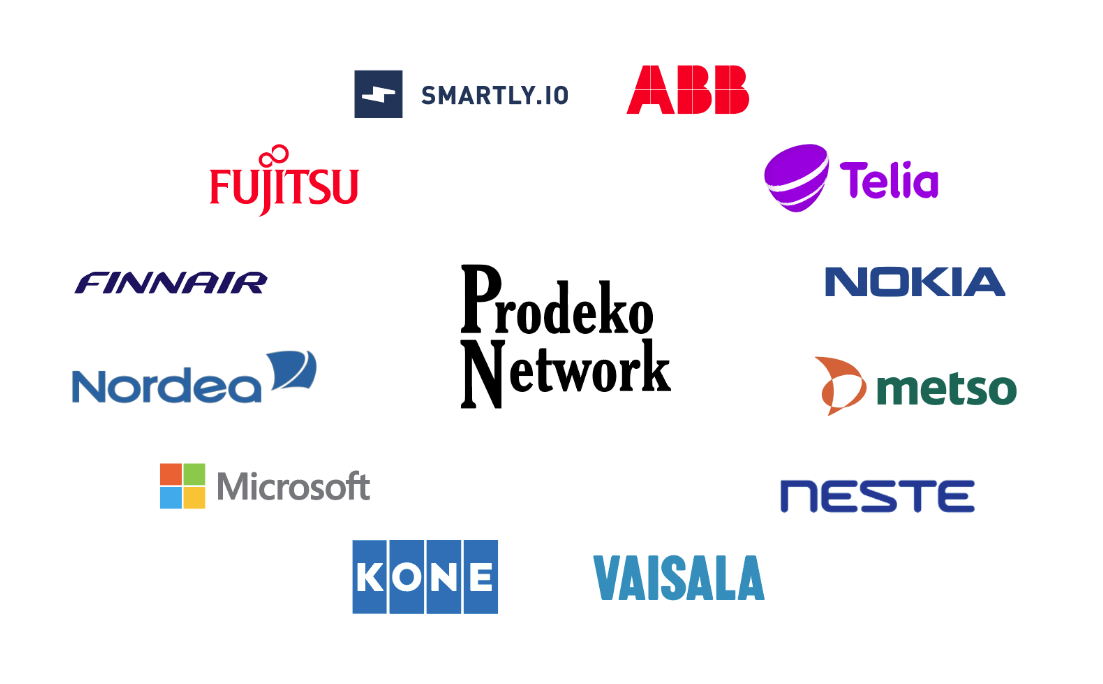 SMARTLY.IO
ABB
FUJITSU
Telia
FINNAIR
NOKIA
Prodeko
Network
Nordea
metso
Microsoft
NESTE
KONE
VAISALA